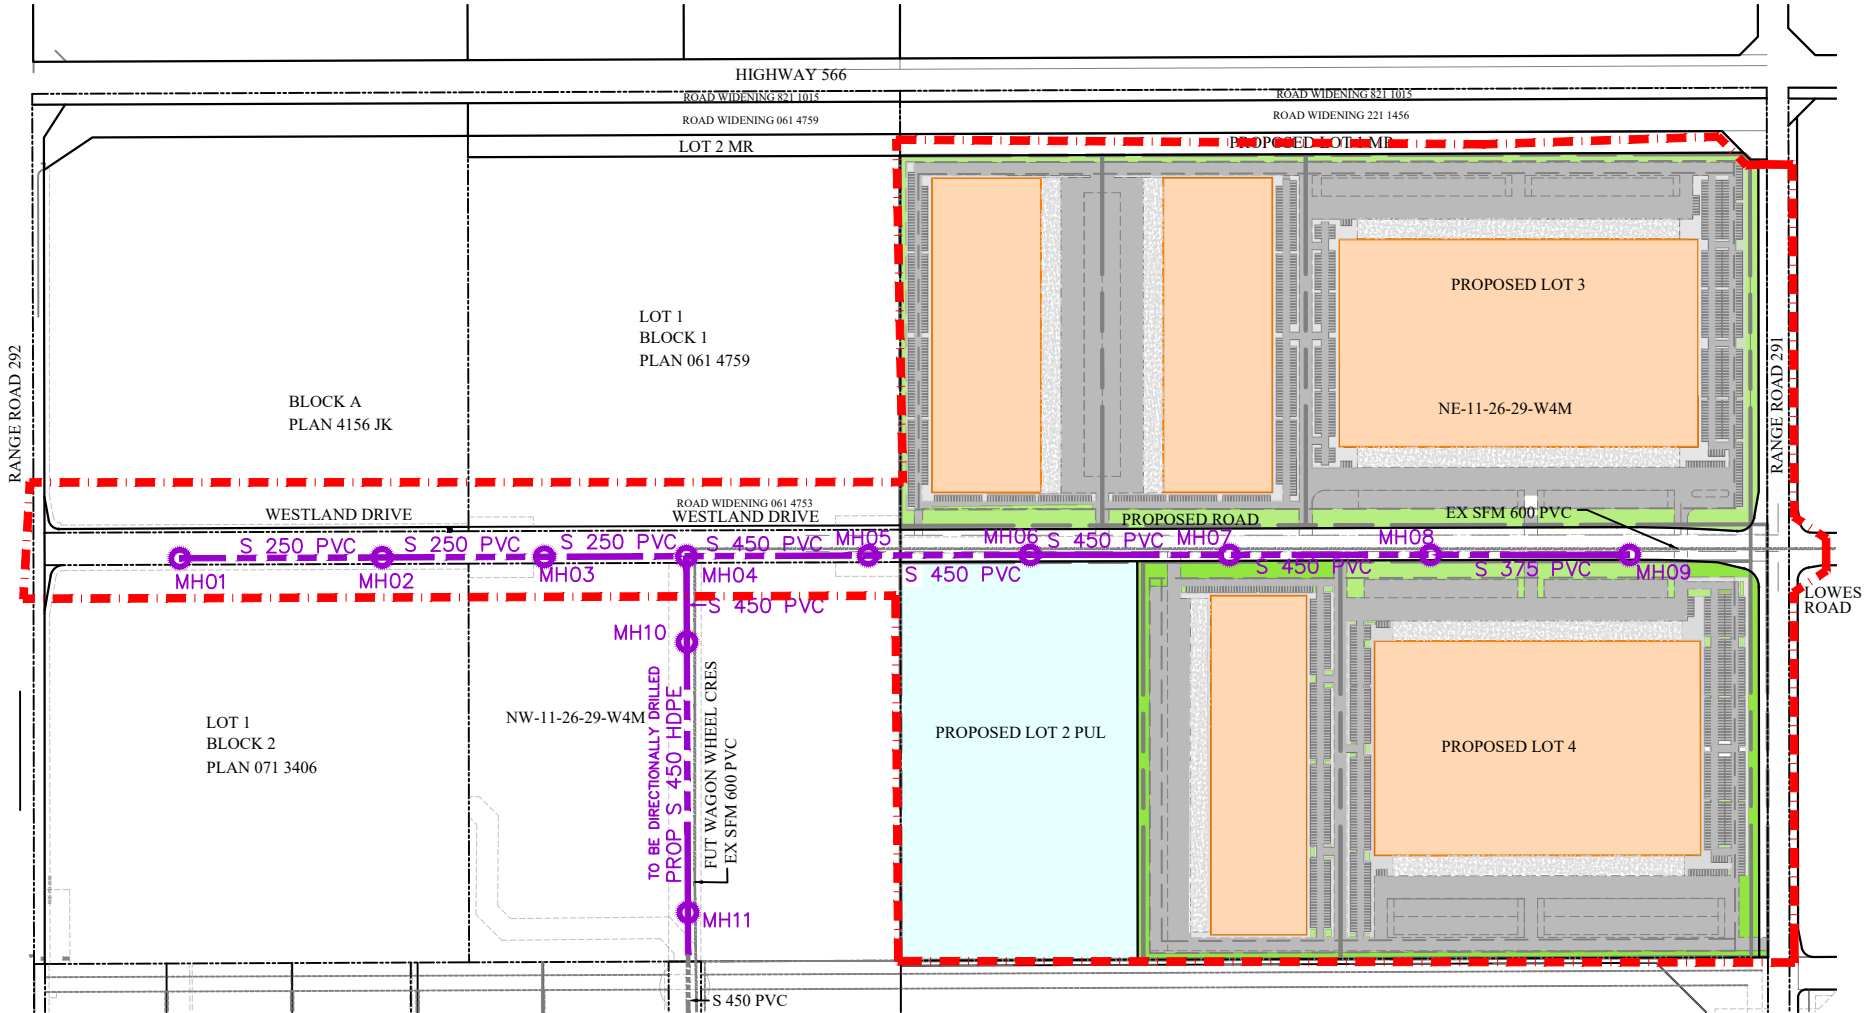 HIGHWAY 566
ROAD WIDENING 821 1015
ROAD WIDENING 821 1015
ROAD WIDENING 061 4759
ROAD WIDENING 221 1456
LOT 2 MR
PROPOSED LOT 1 MR
RANGE ROAD 292
BLOCK A
PLAN 4156 JK
LOT 1
BLOCK 1
PLAN 061 4759
PROPOSED LOT 3
NE-11-26-29-W4M
RANGE ROAD 291
ROAD WIDENING 061 4753
WESTLAND DRIVE
WESTLAND DRIVE
PROPOSED ROAD
EX SFM 600 PVC
S 250 PVC
S 250 PVC
S 250 PVC
S 450 PVC
MH05
MH06
S 450 PVC
MH07
MH08
MH01
MH02
MH03
MH04
S 450 PVC
S 450 PVC
S 375 PVC
MH09
LOWES
ROAD
S 450 PVC
MH10
TO BE DIRECTIONALLY DRILLED
PROP S 450 HDPE
FUT WAGON WHEEL CRES
EX SFM 600 PVC
LOT 1
BLOCK 2
PLAN 071 3406
NW-11-26-29-W4M
PROPOSED LOT 2 PUL
PROPOSED LOT 4
MH11
S 450 PVC